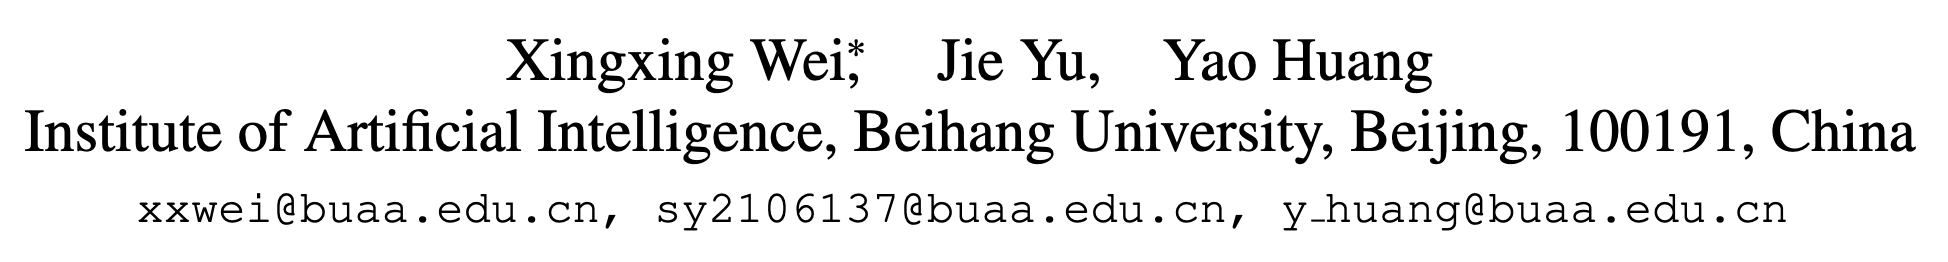 Xingxing Wei,* Jie Yu, Yao Huang
Institute of Artificial Intelligence, Beihang University, Beijing, 100191, China
xxwei@buaa.edu.cn, sy2106137@buaa.edu.cn, y_huang@buaa.edu.cn